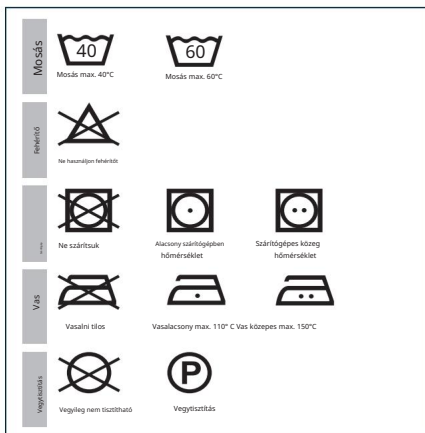 Mosás
40
60
Mosás max. 40°C
Mosás max. 60°C
Fehérítő
Ne használjon fehérítőt
Ne szárítsuk
Alacsony szárítógépben
hőmérséklet
Szárítógépes közeg
hőmérséklet
Vas
Vasalni tilos
Vasalacsony max. 110° C Vas közepes max. 150°C
Vegytisztítás
P
Vegyileg nem tisztítható
Vegytisztítás